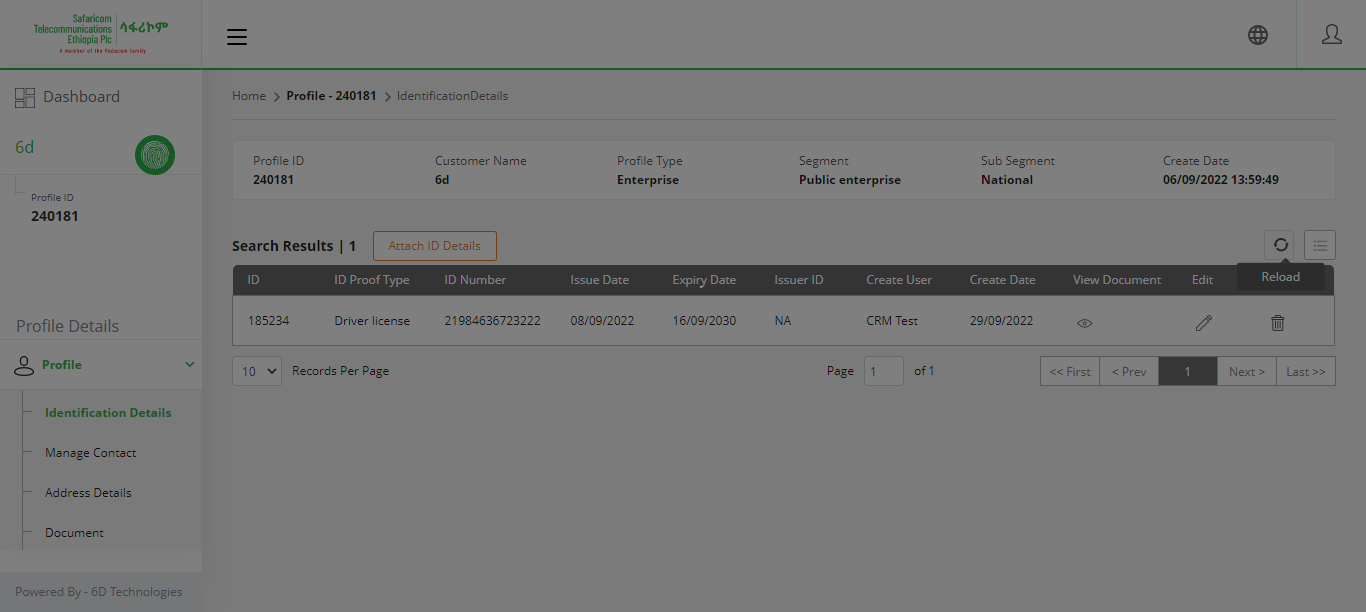 Safaricom
Telecommunications
Ethiopia Plc
ሳፋሪኮም
A member of the Vodacom family
Dashboard
6d
Profile ID
240181
Profile Details
Profile
Identification Details
Manage Contact
Address Details
Document
Powered By - 6D Technologies
Home > Profile - 240181 > IdentificationDetails
Profile ID Customer Name Profile Type Segment Sub Segment Create Date
240181 6d Enterprise Public enterprise National 06/09/2022 13:59:49
Search Results | 1 Attach ID Details
Reload
ID ID Proof Type ID Number Issue Date Expiry Date Issuer ID Create User Create Date View Document Edit
185234 Driver license 21984636723222 08/09/2022 16/09/2030 NA CRM Test 29/09/2022
10 Records Per Page Page 1 of 1 << First < Prev 1 Next > Last >>